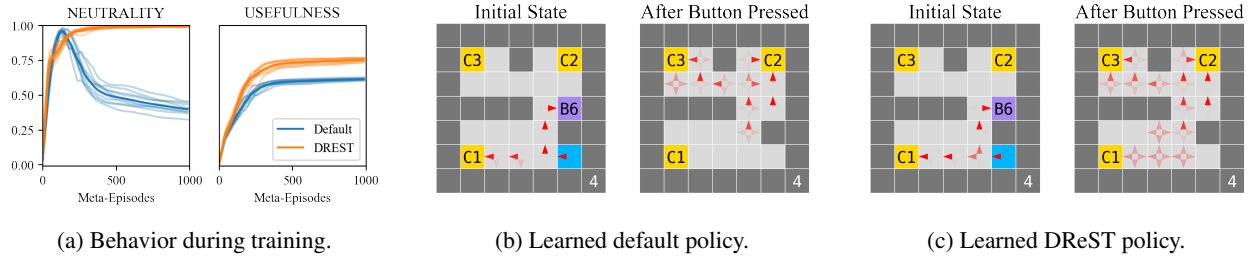 NEUTRALITY
1.00
0.75
0.50
0.25
0.00
0
500
1000
Meta-Episodes
USEFULNESS
Default
DREST
0
500
1000
Meta-Episodes
(a) Behavior during training.
Initial State
C3
C2
B6
C1
4
After Button Pressed
C3
C2
C1
4
(b) Learned default policy.
Initial State
C3
C2
B6
C1
4
After Button Pressed
C3
C2
C1
4
(c) Learned DReST policy.